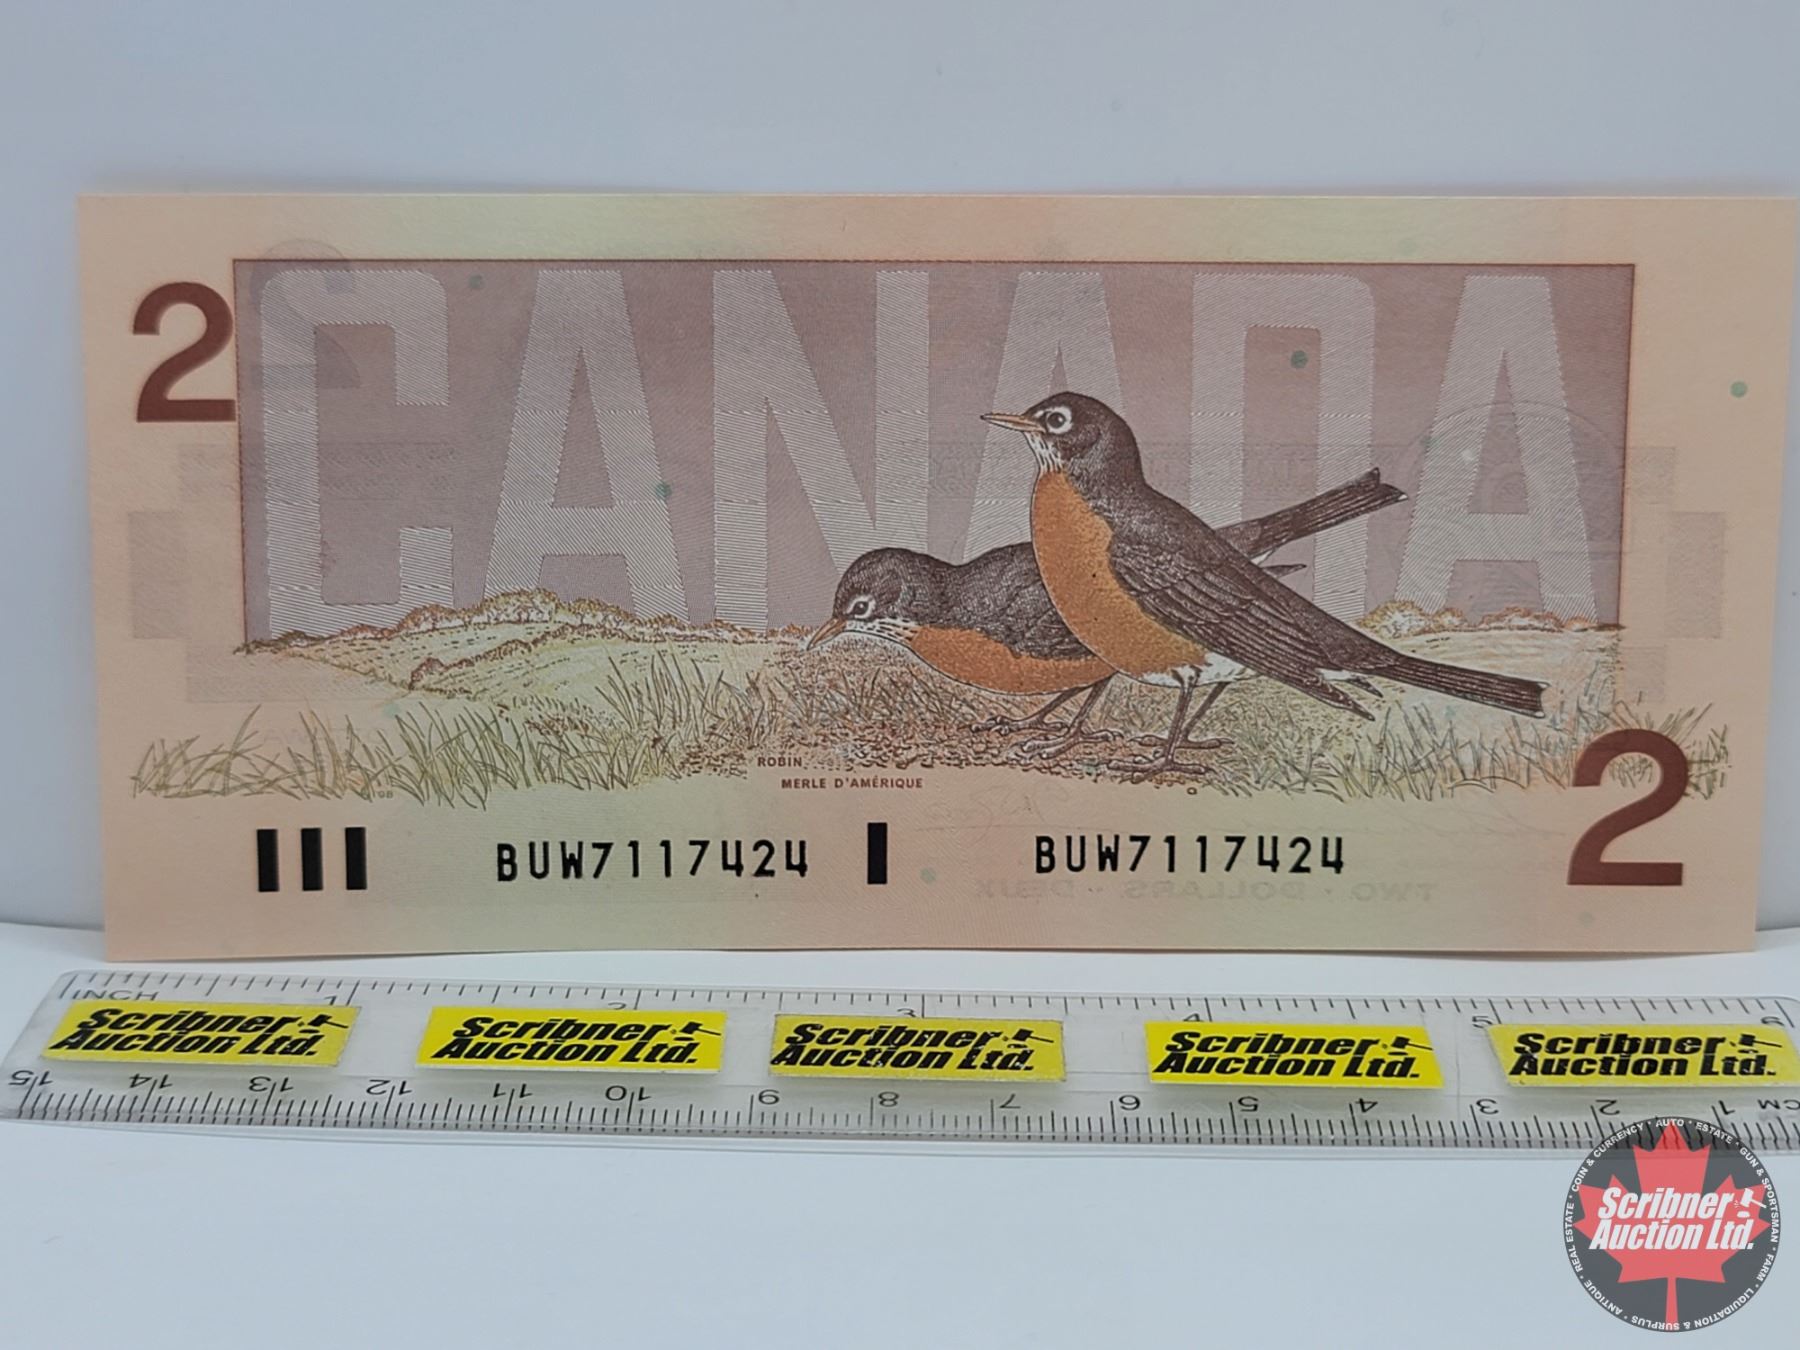 2
CANADA
ROBIN
MERLE D'AMÉRIQUE
2
BUW7117424 BUW7117424
TWO · DOLLARS · DEUX
INCH 1 2 3 4 5 6
Scribner Auction Ltd. Scribner Auction Ltd. Scribner Auction Ltd. Scribner Auction Ltd. Scribner Auction Ltd.
15 14 13 12 11 10 9 8 7 6 5 4 3 2 1 CM
COIN & CURRENCY · AUTO · ESTATE · GUN & SPORTSMAN · FARM · LIQUIDATION & SURPLUS · ANTIQUE · REAL ESTATE ·
Scribner
Auction Ltd.